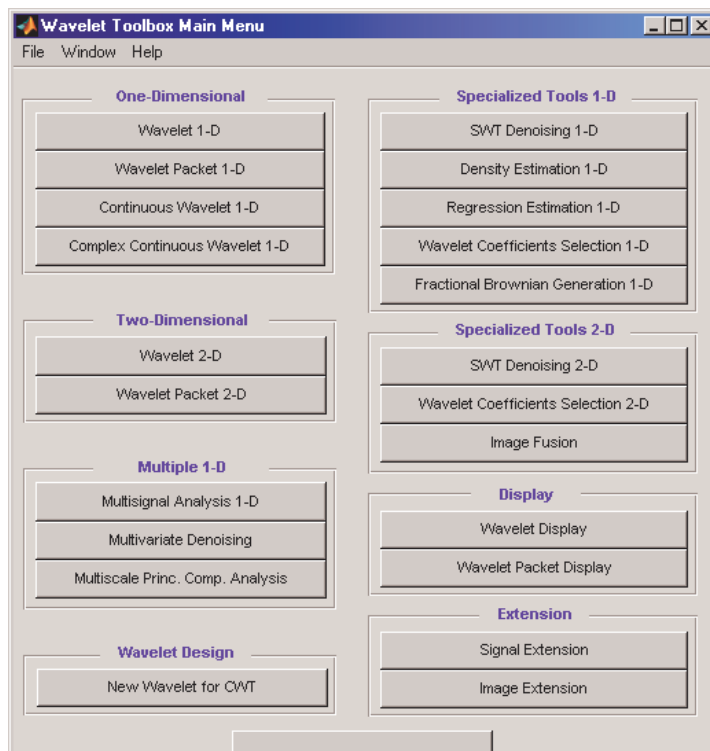 Wavelet Toolbox Main Menu
File Window Help
One-Dimensional
Wavelet 1-D
Wavelet Packet 1-D
Continuous Wavelet 1-D
Complex Continuous Wavelet 1-D
Two-Dimensional
Wavelet 2-D
Wavelet Packet 2-D
Multiple 1-D
Multisignal Analysis 1-D
Multivariate Denoising
Multiscale Princ. Comp. Analysis
Wavelet Design
New Wavelet for CWT
Specialized Tools 1-D
SWT Denoising 1-D
Density Estimation 1-D
Regression Estimation 1-D
Wavelet Coefficients Selection 1-D
Fractional Brownian Generation 1-D
Specialized Tools 2-D
SWT Denoising 2-D
Wavelet Coefficients Selection 2-D
Image Fusion
Display
Wavelet Display
Wavelet Packet Display
Extension
Signal Extension
Image Extension